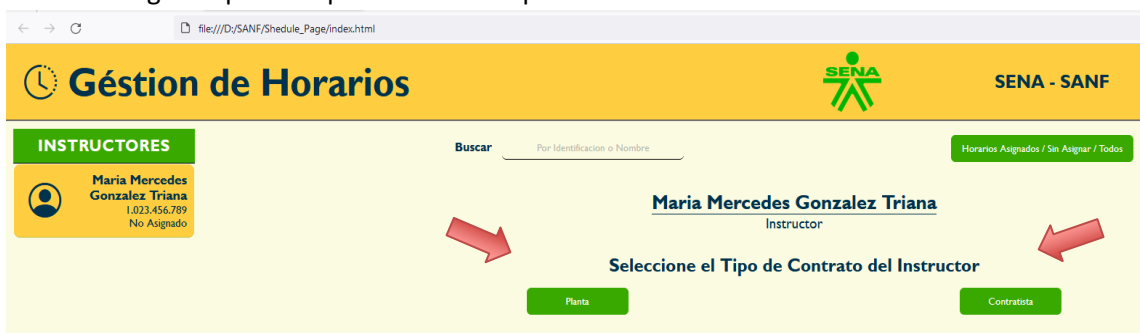 file:///D:/SANF/Shedule_Page/index.html
Géstion de Horarios
SENA
SENA - SANF
INSTRUCTORES
Maria Mercedes
Gonzalez Triana
1.023.456.789
No Asignado
Buscar
Por Identificacion o Nombre
Horarios Asignados / Sin Asignar / Todos
Maria Mercedes Gonzalez Triana
Instructor
Seleccione el Tipo de Contrato del Instructor
Planta
Contratista